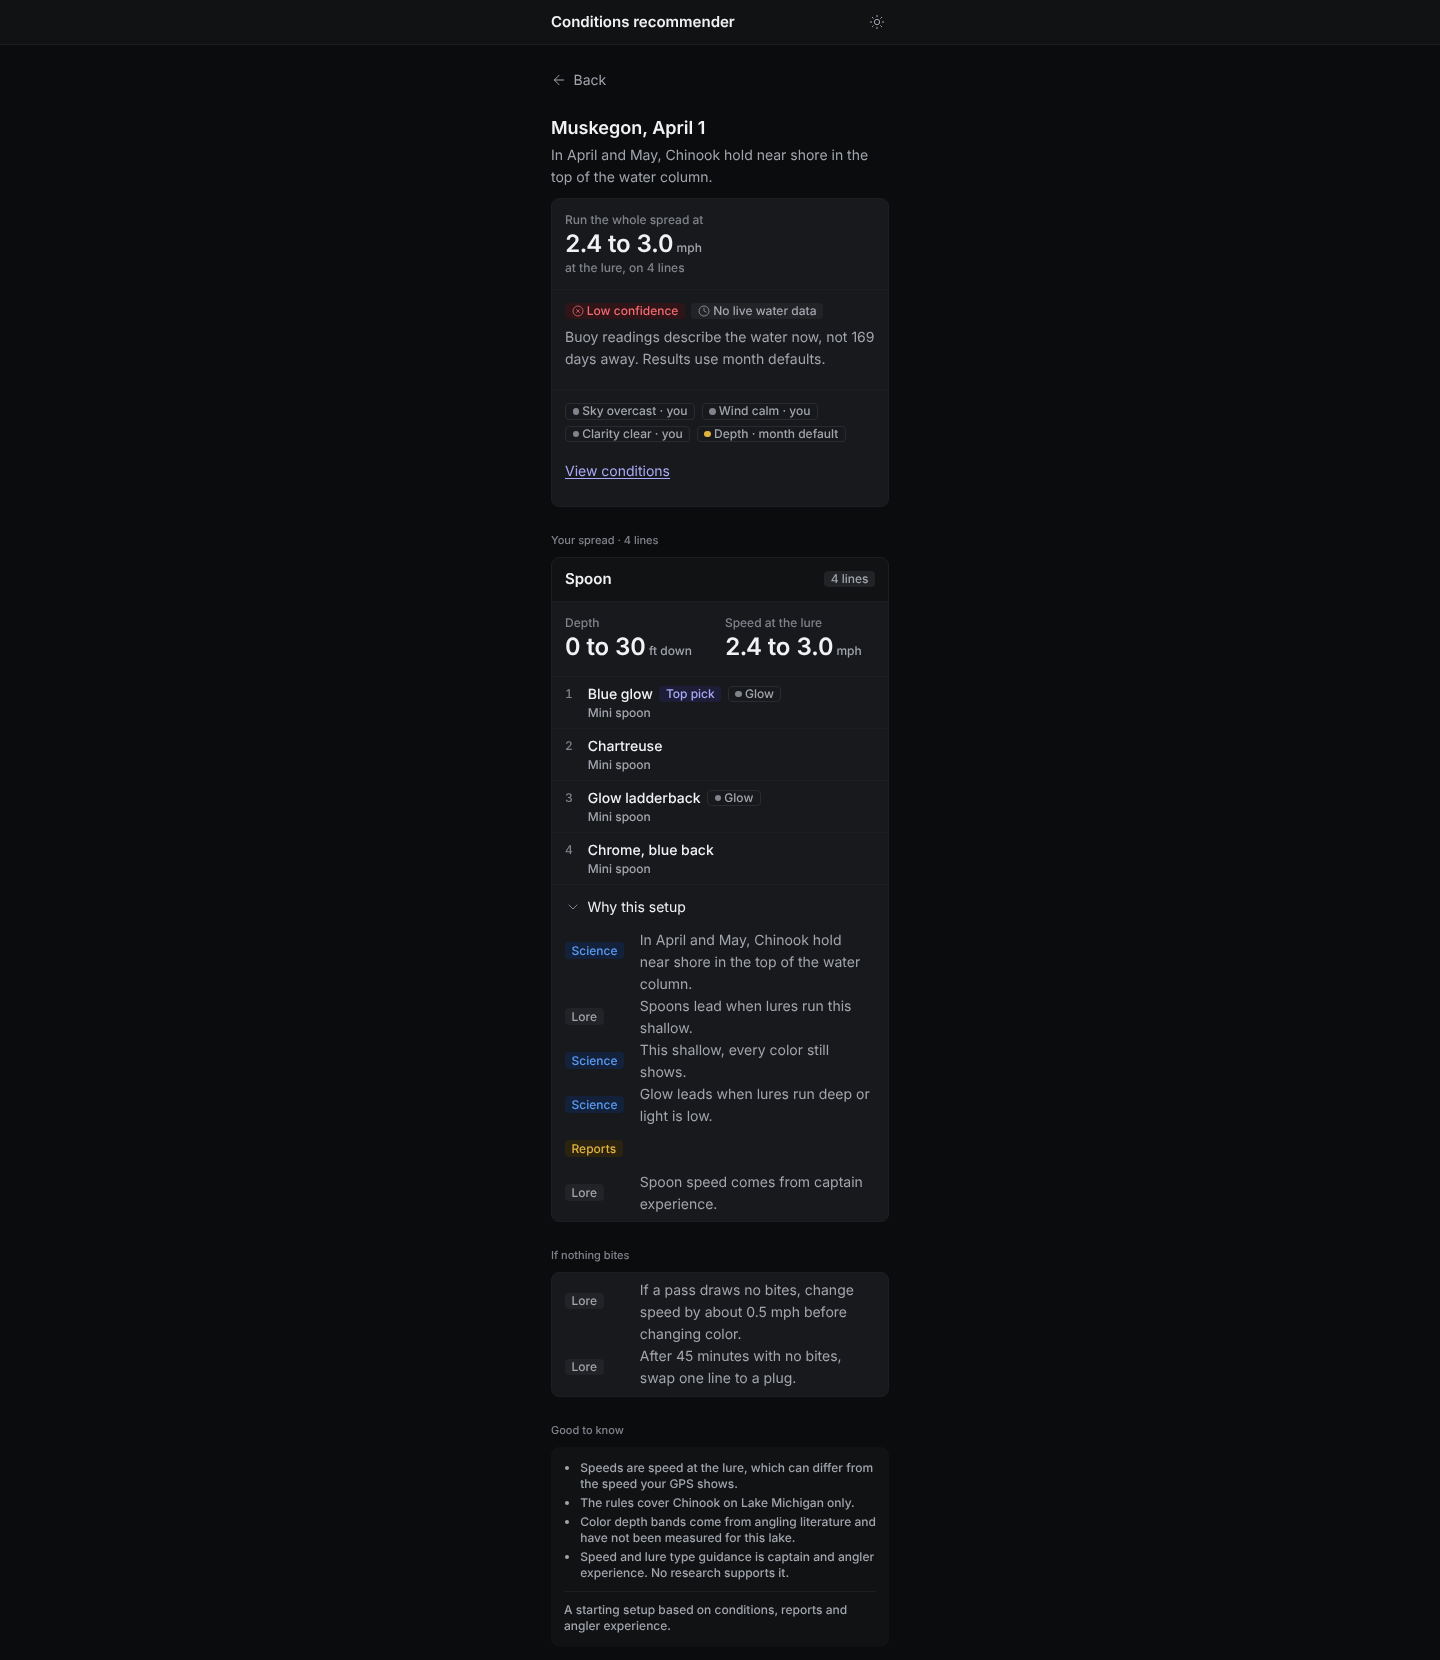 Conditions recommender
Back
Muskegon, April 1
In April and May, Chinook hold near shore in the
top of the water column.
Run the whole spread at
2.4 to 3.0 mph
at the lure, on 4 lines
Low confidence
No live water data
Buoy readings describe the water now, not 169
days away. Results use month defaults.
Sky overcast · you
Wind calm · you
Clarity clear · you
Depth · month default
View conditions
Your spread · 4 lines
Spoon
4 lines
Depth
0 to 30 ft down
Speed at the lure
2.4 to 3.0 mph
1 Blue glow Top pick Glow
Mini spoon
2 Chartreuse
Mini spoon
3 Glow ladderback Glow
Mini spoon
4 Chrome, blue back
Mini spoon
Why this setup
Science
In April and May, Chinook hold
near shore in the top of the water
column.
Lore
Spoons lead when lures run this
shallow.
Science
This shallow, every color still
shows.
Science
Glow leads when lures run deep or
light is low.
Reports
Lore
Spoon speed comes from captain
experience.
If nothing bites
Lore
If a pass draws no bites, change
speed by about 0.5 mph before
changing color.
Lore
After 45 minutes with no bites,
swap one line to a plug.
Good to know
• Speeds are speed at the lure, which can differ from
the speed your GPS shows.
• The rules cover Chinook on Lake Michigan only.
• Color depth bands come from angling literature and
have not been measured for this lake.
• Speed and lure type guidance is captain and angler
experience. No research supports it.
A starting setup based on conditions, reports and
angler experience.